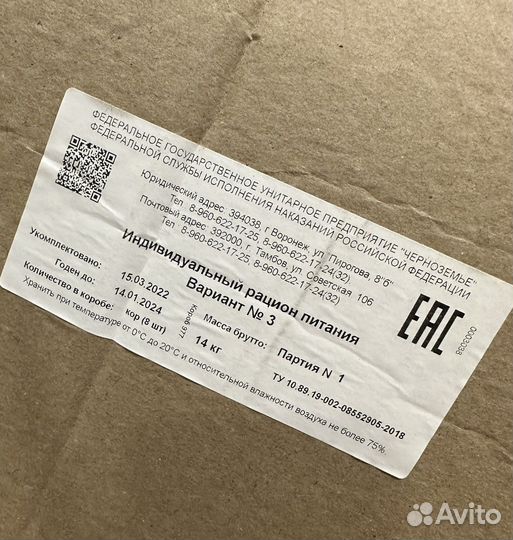 ФЕДЕРАЛЬНОЕ ГОСУДАРСТВЕННОЕ УНИТАРНОЕ ПРЕДПРИЯТИЕ "ЧЕРНОЗЕМЬЕ"
ФЕДЕРАЛЬНОЙ СЛУЖБЫ ИСПОЛНЕНИЯ НАКАЗАНИЙ РОССИЙСКОЙ ФЕДЕРАЦИИ
Юридический адрес: 394038, г Воронеж, ул. Пирогова, 8'б"
Тел 8-960-622-17-25, 8-960-622-17-24(32)
Почтовый адрес: 392000, г Тамбов, ул. Советская 106
Тел 8-960-622-17-25, 8-960-622-17-24(32)
Индивидуальный рацион питания
Вариант № 3
Укомплектовано: 15.03.2022
Годен до: 14.01.2024
Количество в коробе: кор (8 шт)
Короб 977
Масса брутто: 14 кг
Партия N 1
ТУ 10.89.19-002-08552905-2018
Хранить при температуре от 0°С до 20°С и относительной влажности воздуха не более 75%.
EAC
0003038
Avito